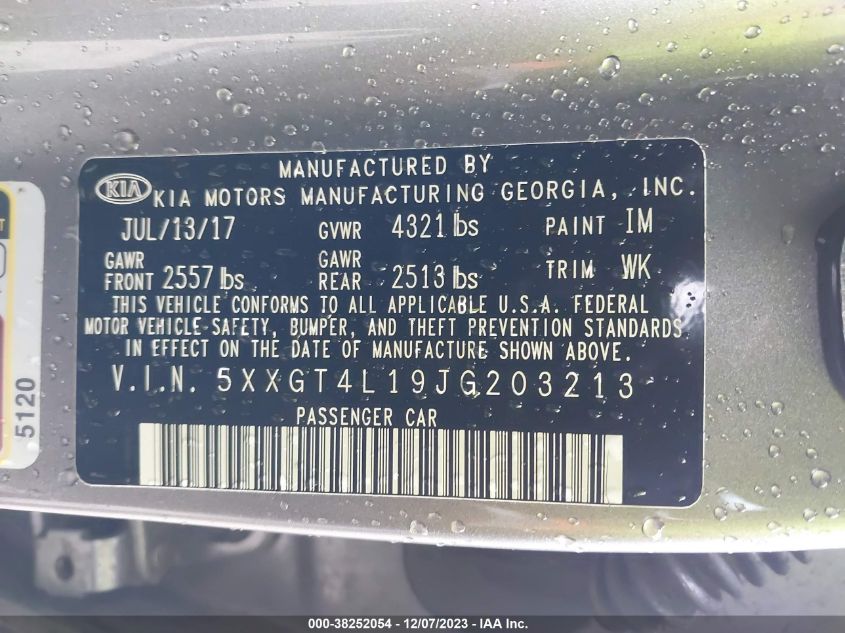 MANUFACTURED BY
KIA KIA MOTORS MANUFACTURING GEORGIA, INC.
JUL/13/17 GVWR 4321 lbs PAINT IM
GAWR FRONT 2557 lbs GAWR REAR 2513 lbs TRIM WK
THIS VEHICLE CONFORMS TO ALL APPLICABLE U.S.A. FEDERAL
MOTOR VEHICLE SAFETY, BUMPER, AND THEFT PREVENTION STANDARDS
IN EFFECT ON THE DATE OF MANUFACTURE SHOWN ABOVE.
V.I.N. 5XXGT4L19JG203213
PASSENGER CAR
5120
000-38252054 - 12/07/2023 - IAA Inc.